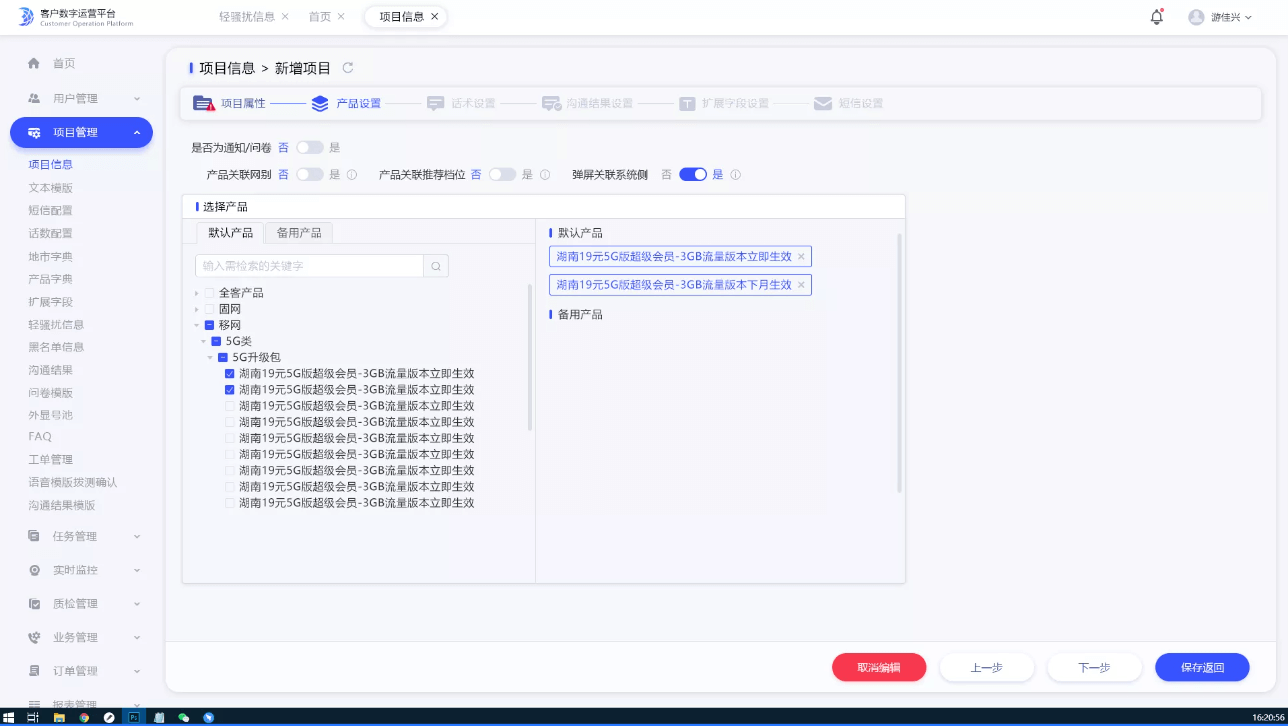 客户数字运营平台
Customer Operation Platform
轻骚扰信息
首页
项目信息
游佳兴
首页
用户管理
项目管理
项目信息
文本模版
短信配置
话数配置
地市字典
产品字典
扩展字段
轻骚扰信息
黑名单信息
沟通结果
问卷模版
外显号池
FAQ
工单管理
语音模版拨测确认
沟通结果模版
任务管理
实时监控
质检管理
业务管理
订单管理
报表管理
项目信息 > 新增项目
项目属性
产品设置
话术设置
沟通结果设置
扩展字段设置
短信设置
是否为通知/问卷 否 是
产品关联网别 否 是 产品关联推荐档位 否 是 弹屏关联系统侧 否 是
选择产品
默认产品 备用产品
输入需检索的关键字
全客产品
固网
移网
5G类
5G升级包
湖南19元5G版超级会员-3GB流量版本立即生效
湖南19元5G版超级会员-3GB流量版本立即生效
湖南19元5G版超级会员-3GB流量版本立即生效
湖南19元5G版超级会员-3GB流量版本立即生效
湖南19元5G版超级会员-3GB流量版本立即生效
湖南19元5G版超级会员-3GB流量版本立即生效
湖南19元5G版超级会员-3GB流量版本立即生效
湖南19元5G版超级会员-3GB流量版本立即生效
湖南19元5G版超级会员-3GB流量版本立即生效
默认产品
湖南19元5G版超级会员-3GB流量版本立即生效
湖南19元5G版超级会员-3GB流量版本下月生效
备用产品
取消编辑
上一步
下一步
保存返回
Ps
16:20:56